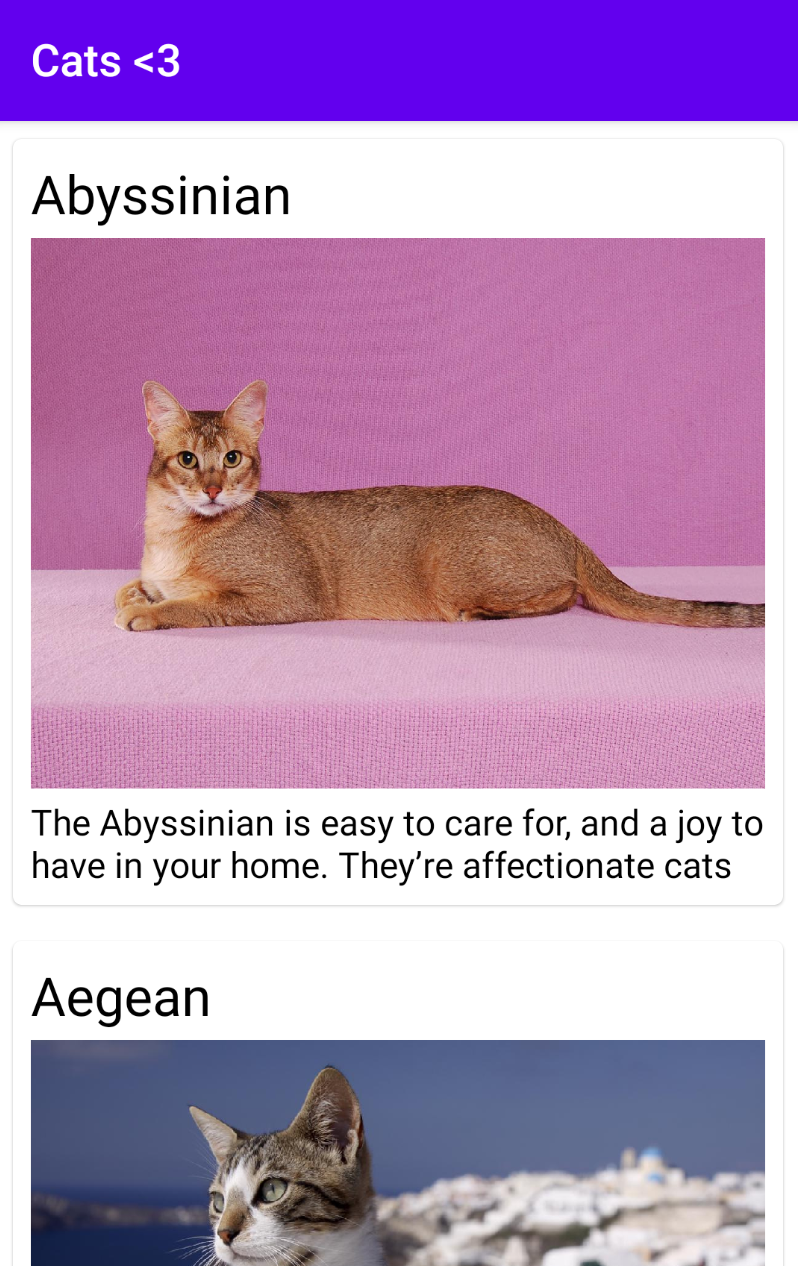 Cats <3
Abyssinian
The Abyssinian is easy to care for, and a joy to
have in your home. They’re affectionate cats
Aegean